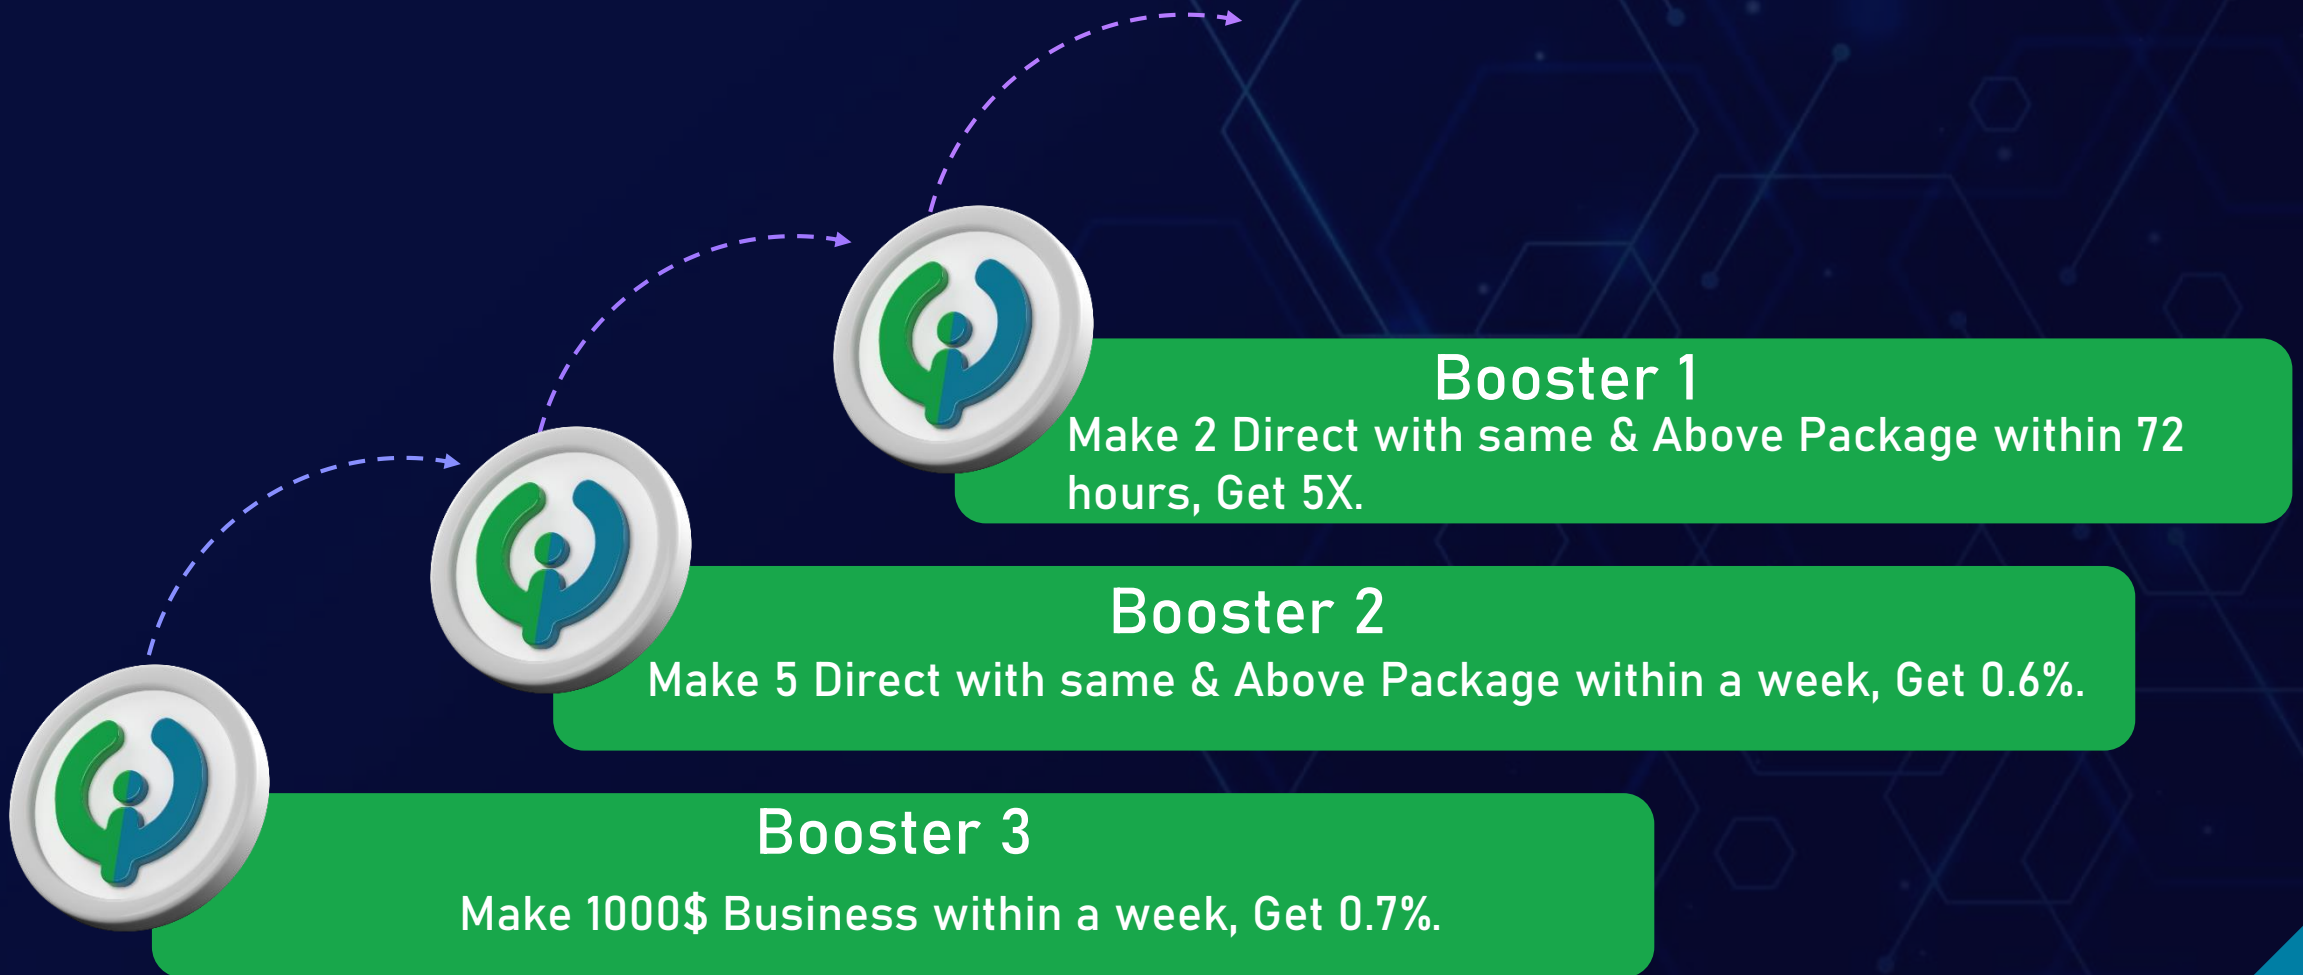 Booster 1
Make 2 Direct with same & Above Package within 72
hours, Get 5X.
Booster 2
Make 5 Direct with same & Above Package within a week, Get 0.6%.
Booster 3
Make 1000$ Business within a week, Get 0.7%.